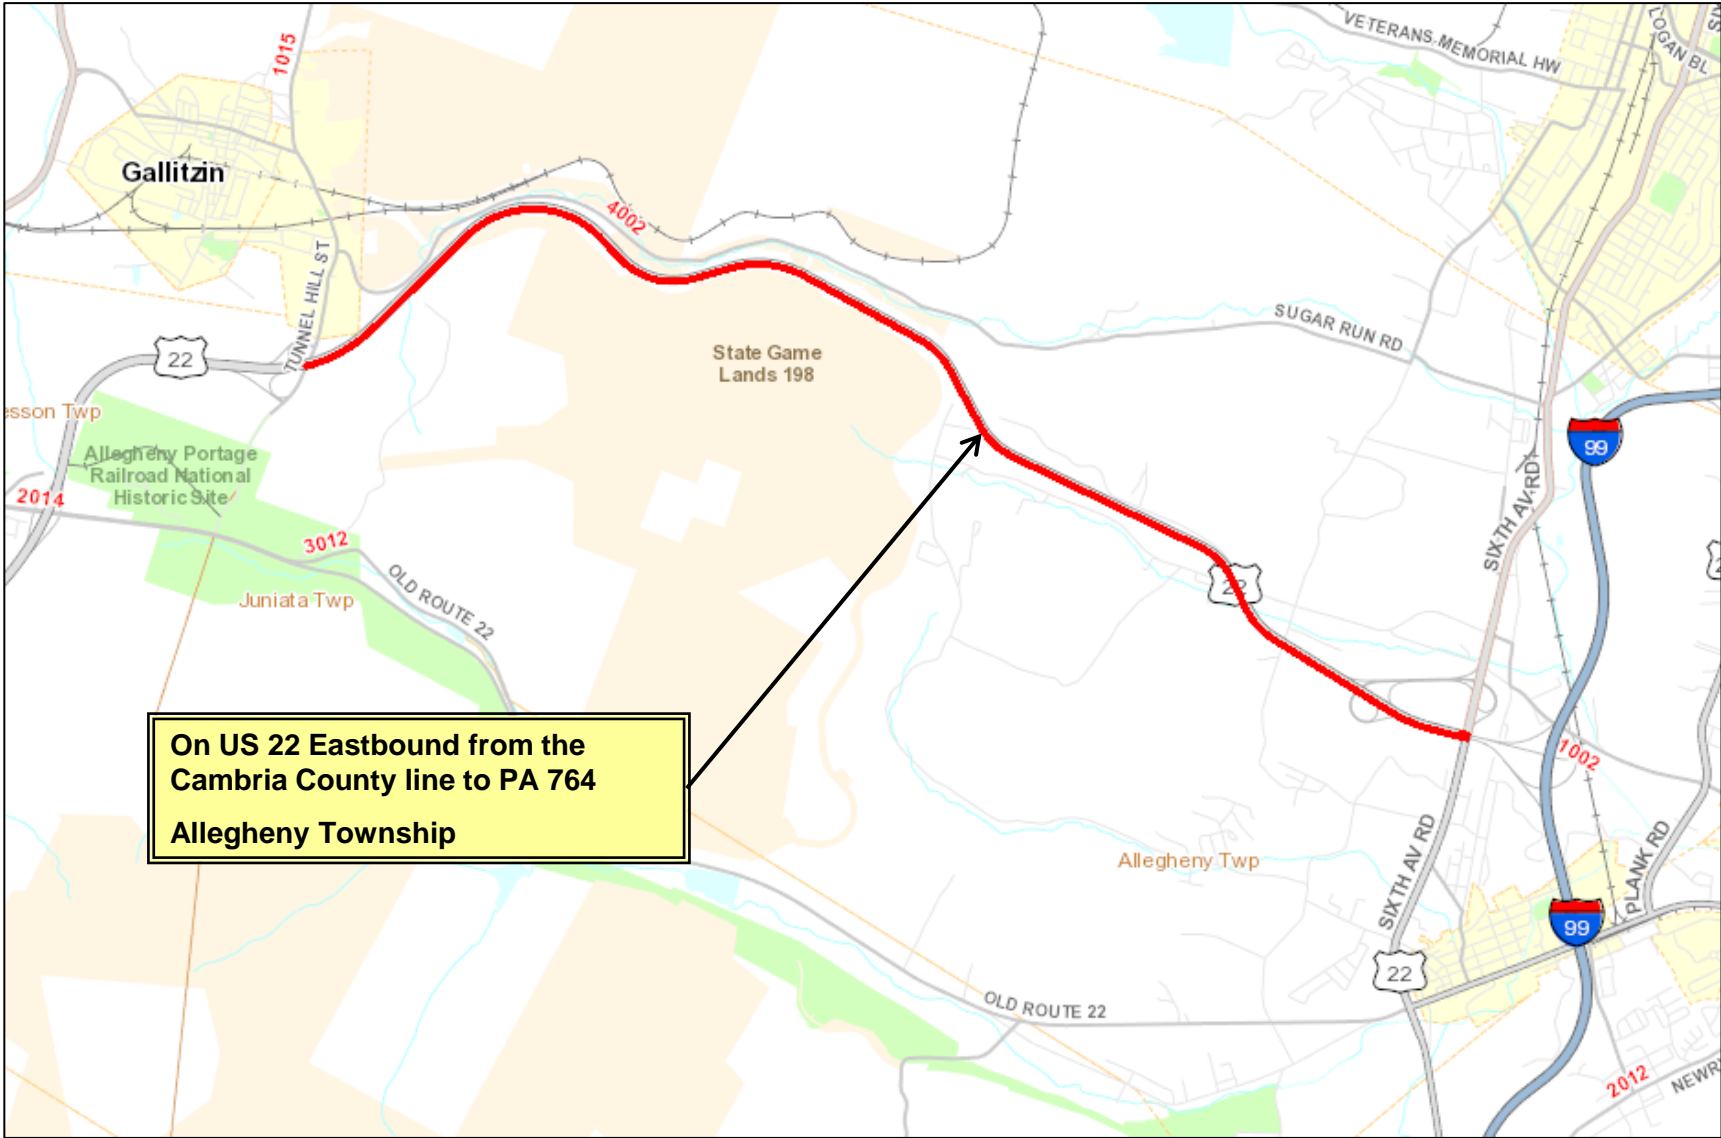 1015
VETERANS MEMORIAL HW
LOGAN BL
Gallitzin
4002
TUNNEL HILL ST
22
SUGAR RUN RD
State Game
Lands 198
esson Twp
Allegheny Portage
Railroad National
Historic Site
99
2014
3012
SIXTH AV RD
OLD ROUTE 22
22
Juniata Twp
On US 22 Eastbound from the
Cambria County line to PA 764
Allegheny Township
1002
Allegheny Twp
SIXTH AV RD
PLANK RD
99
22
OLD ROUTE 22
2012
NEWR